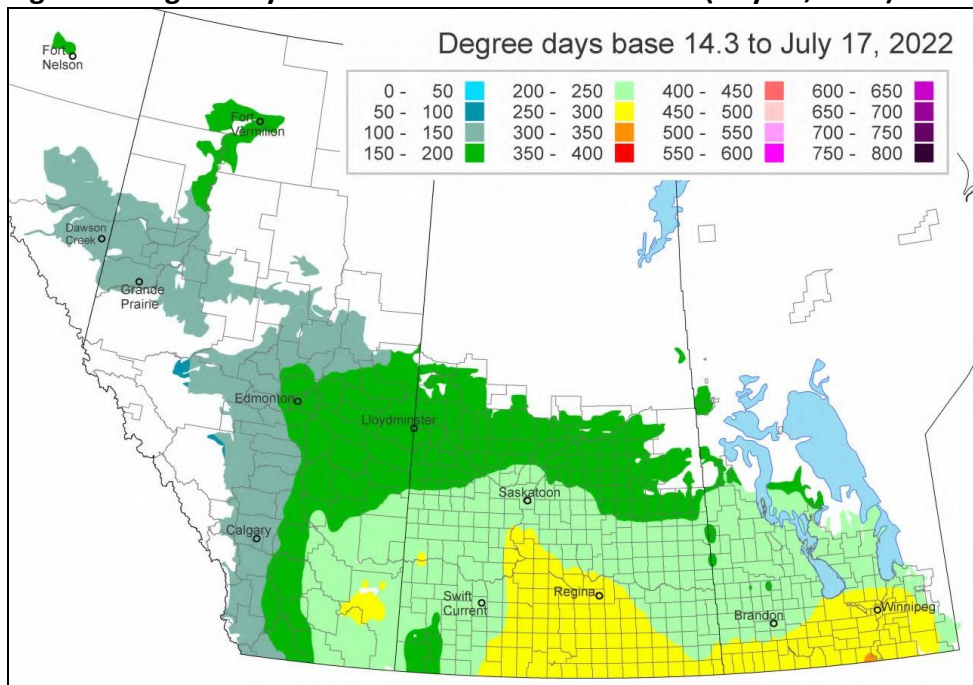 Degree days base 14.3 to July 17, 2022
0 - 50 200 - 250 400 - 450 600 - 650
50 - 100 250 - 300 450 - 500 650 - 700
100 - 150 300 - 350 500 - 550 700 - 750
150 - 200 350 - 400 550 - 600 750 - 800
Fort
Nelson
Fort
Vermilion
Dawson
Creek
Grande
Prairie
Edmonton
Lloydminster
Saskatoon
Calgary
Swift
Current
Regina
Brandon
Winnipeg